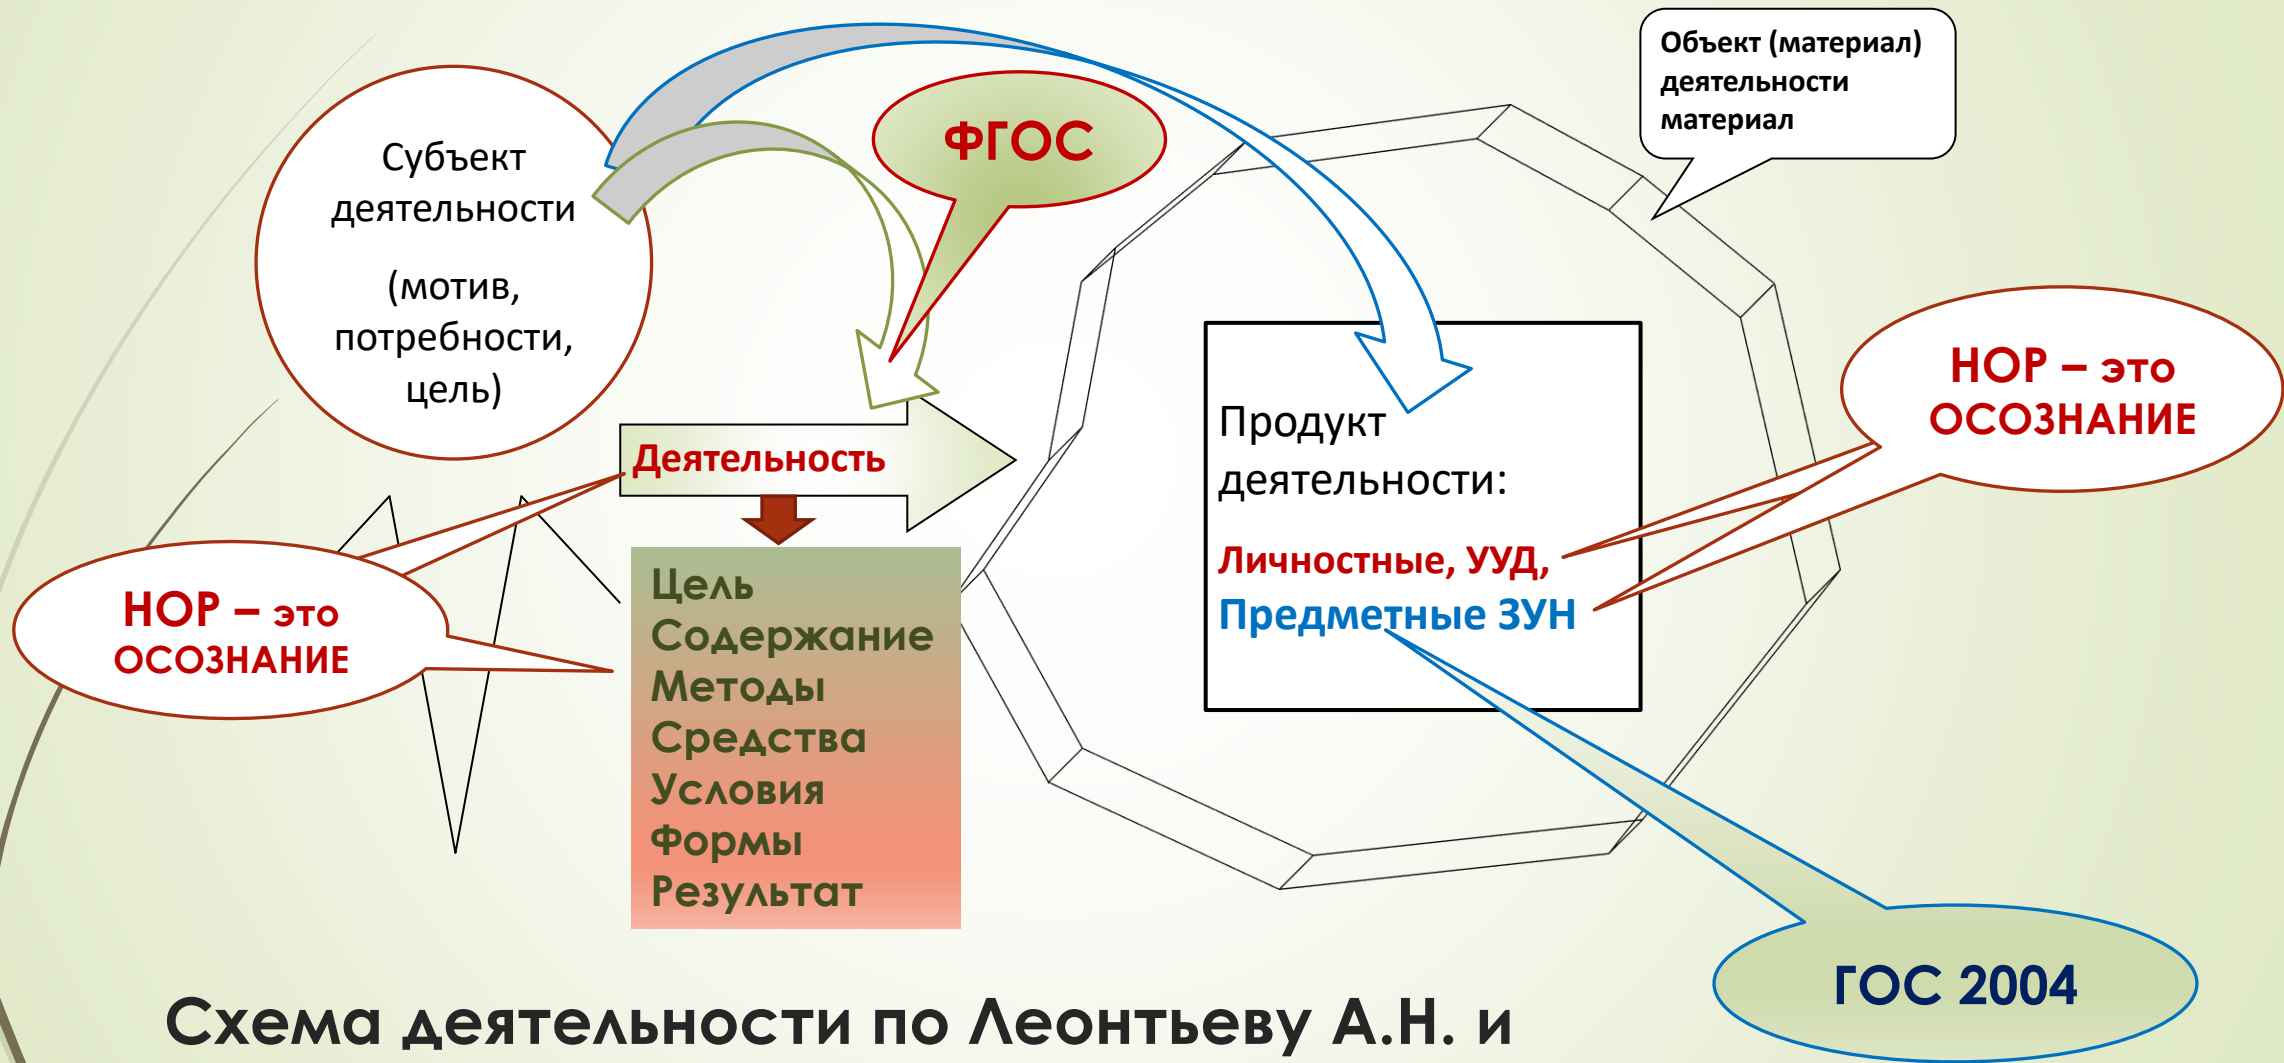 Объект (материал)
деятельности
материал
ФГОС
Субъект
деятельности
(мотив,
потребности,
цель)
НОР – это
ОСОЗНАНИЕ
Продукт
деятельности:
Личностные, УУД,
Предметные ЗУН
Деятельность
НОР – это
ОСОЗНАНИЕ
Цель
Содержание
Методы
Средства
Условия
Формы
Результат
ГОС 2004
Схема деятельности по Леонтьеву А.Н. и